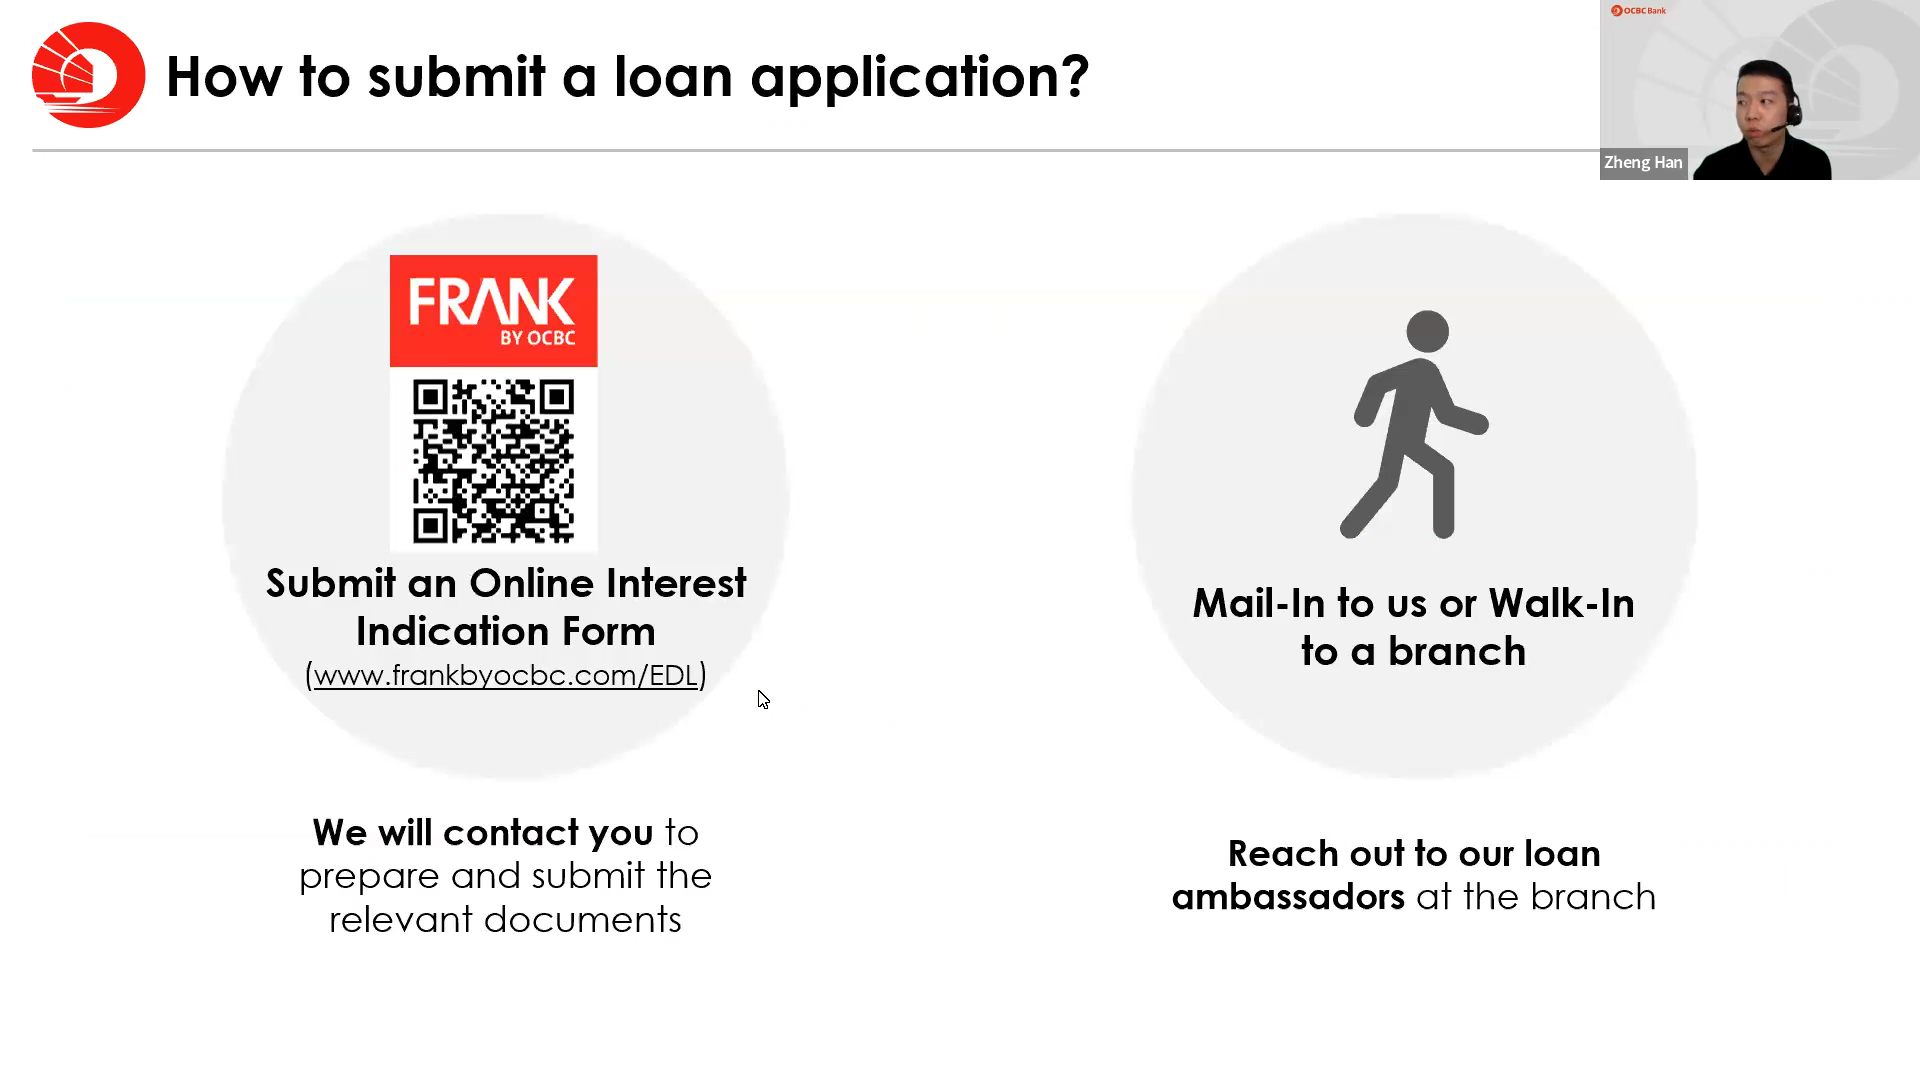 How to submit a loan application?
OCBC Bank
Zheng Han
FRANK
BY OCBC
Submit an Online Interest
Indication Form
(www.frankbyocbc.com/EDL)
We will contact you to
prepare and submit the
relevant documents
Mail-In to us or Walk-In
to a branch
Reach out to our loan
ambassadors at the branch